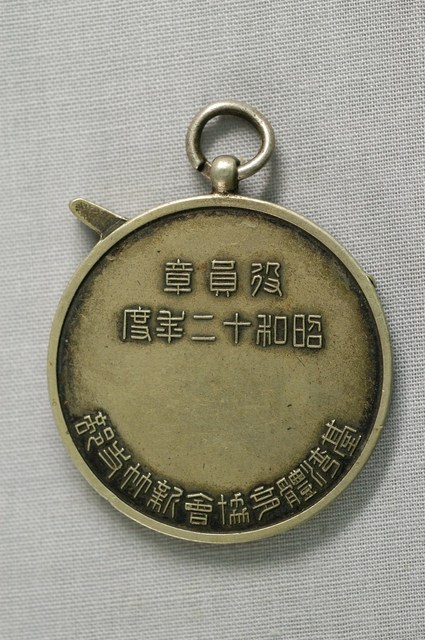 役員章
昭和十二年度
臺灣體育協會新竹支部